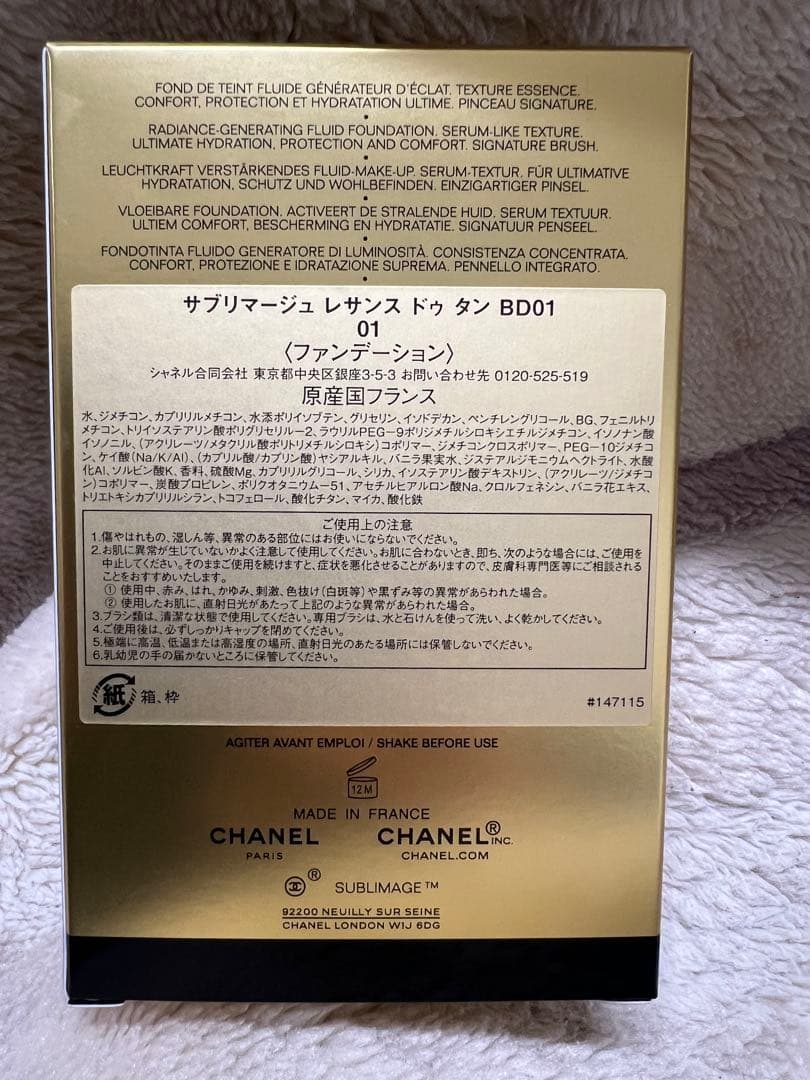 FOND DE TEINT FLUIDE GÉNÉRATEUR D'ÉCLAT. TEXTURE ESSENCE.
CONFORT, PROTECTION ET HYDRATATION ULTIME. PINCEAU SIGNATURE.
RADIANCE-GENERATING FLUID FOUNDATION. SERUM-LIKE TEXTURE.
ULTIMATE HYDRATION, PROTECTION AND COMFORT. SIGNATURE BRUSH.
LEUCHTKRAFT VERSTÄRKENDES FLUID-MAKE-UP. SERUM-TEXTUR. FÜR ULTIMATIVE
HYDRATATION, SCHUTZ UND WOHLBEFINDEN. EINZIGARTIGER PINSEL.
VLOEIBARE FOUNDATION. ACTIVEERT DE STRALENDE HUID. SERUM TEXTUUR.
ULTIEM COMFORT, BESCHERMING EN HYDRATATIE. SIGNATUUR PENSEEL.
FONDOTINTA FLUIDO GENERATORE DI LUMINOSITÀ. CONSISTENZA CONCENTRATA.
CONFORT, PROTEZIONE E IDRATAZIONE SUPREMA. PENNELLO INTEGRATO.
サブリマージュ レサンス ドゥ タン BD01
01
〈ファンデーション〉
シャネル合同会社 東京都中央区銀座3-5-3 お問い合わせ先 0120-525-519
原産国フランス
水、ジメチコン、カプリリルメチコン、水添ポリイソブテン、グリセリン、イソドデカン、ペンチレングリコール、BG、フェニルトリ
メチコン、トリイソステアリン酸ポリグリセリル-2、ラウリルPEG-9ポリジメチルシロキシエチルジメチコン、イソノナン酸
イソノニル、（アクリレーツ/メタクリル酸ポリトリメチルシロキシ）コポリマー、ジメチコンクロスポリマー、PEG-10ジメチコ
ン、ケイ酸（Na/K/Al）、（カプリル酸/カプリン酸）ヤシアルキル、バニラ果実水、ジステアルジモニウムヘクトライト、水酸
化Al、ソルビン酸K、香料、硫酸Mg、カプリリルグリコール、シリカ、イソステアリン酸デキストリン、（アクリレーツ/ジメチコ
ン）コポリマー、炭酸プロピレン、ポリクオタニウム-51、アセチルヒアルロン酸Na、クロルフェネシン、バニラ花エキス、
トリエトキシカプリリルシラン、トコフェロール、酸化チタン、マイカ、酸化鉄
ご使用上の注意
1.傷やはれもの、湿しん等、異常のある部位にはお使いにならないでください。
2.お肌に異常が生じていないかよく注意して使用してください。お肌に合わないとき、即ち、次のような場合には、ご使用を
中止してください。そのままご使用を続けますと、症状を悪化させることがありますので、皮膚科専門医等にご相談される
ことをおすすめいたします。
① 使用中、赤み、はれ、かゆみ、刺激、色抜け（白斑等）や黒ずみ等の異常があらわれた場合。
② 使用したお肌に、直射日光があたって上記のような異常があらわれた場合。
3.ブラシ類は、清潔な状態で使用してください。専用ブラシは、水と石けんを使って洗い、よく乾かしてください。
4.ご使用後は、必ずしっかりキャップを閉めてください。
5.極端に高温、低温または高湿度の場所、直射日光のあたる場所には保管しないでください。
6.乳幼児の手の届かないところに保管してください。
紙 箱、枠
#147115
AGITER AVANT EMPLOI / SHAKE BEFORE USE
12M
MADE IN FRANCE
CHANEL CHANEL® INC.
PARIS CHANEL.COM
® SUBLIMAGE™
92200 NEUILLY SUR SEINE
CHANEL LONDON W1J 6DG